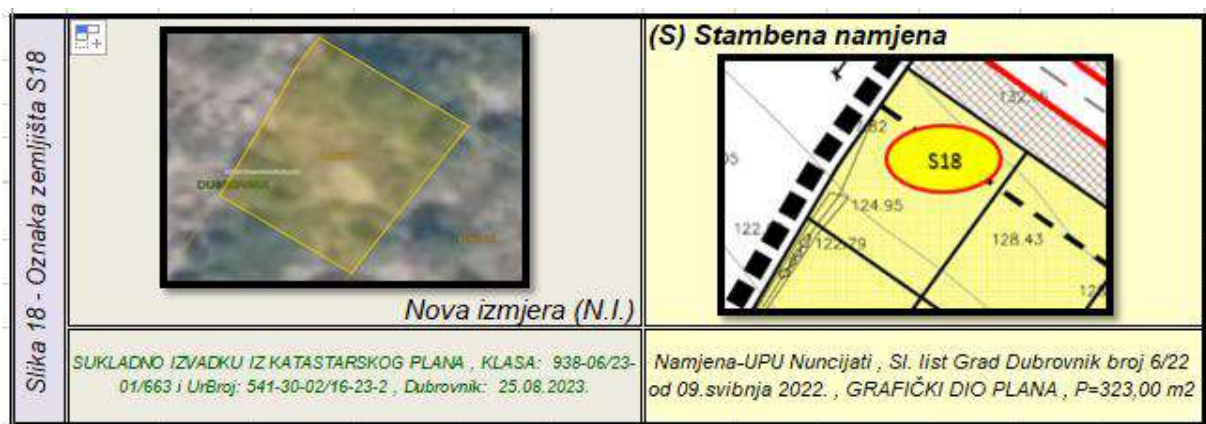 Slika 18 - Oznaka zemljišta S18
DUBROVNIK
Nova izmjera (N.I.)
(S) Stambena namjena
S18
124.95
122.79
128.43
SUKLADNO IZVADKU IZ KATASTARSKOG PLANA , KLASA: 938-06/23-
01/663 i UrBroj: 541-30-02/16-23-2 , Dubrovnik: 25.08.2023.
Namjena-UPU Nuncijati , Sl. list Grad Dubrovnik broj 6/22
od 09.svibnja 2022. , GRAFIČKI DIO PLANA , P=323,00 m2